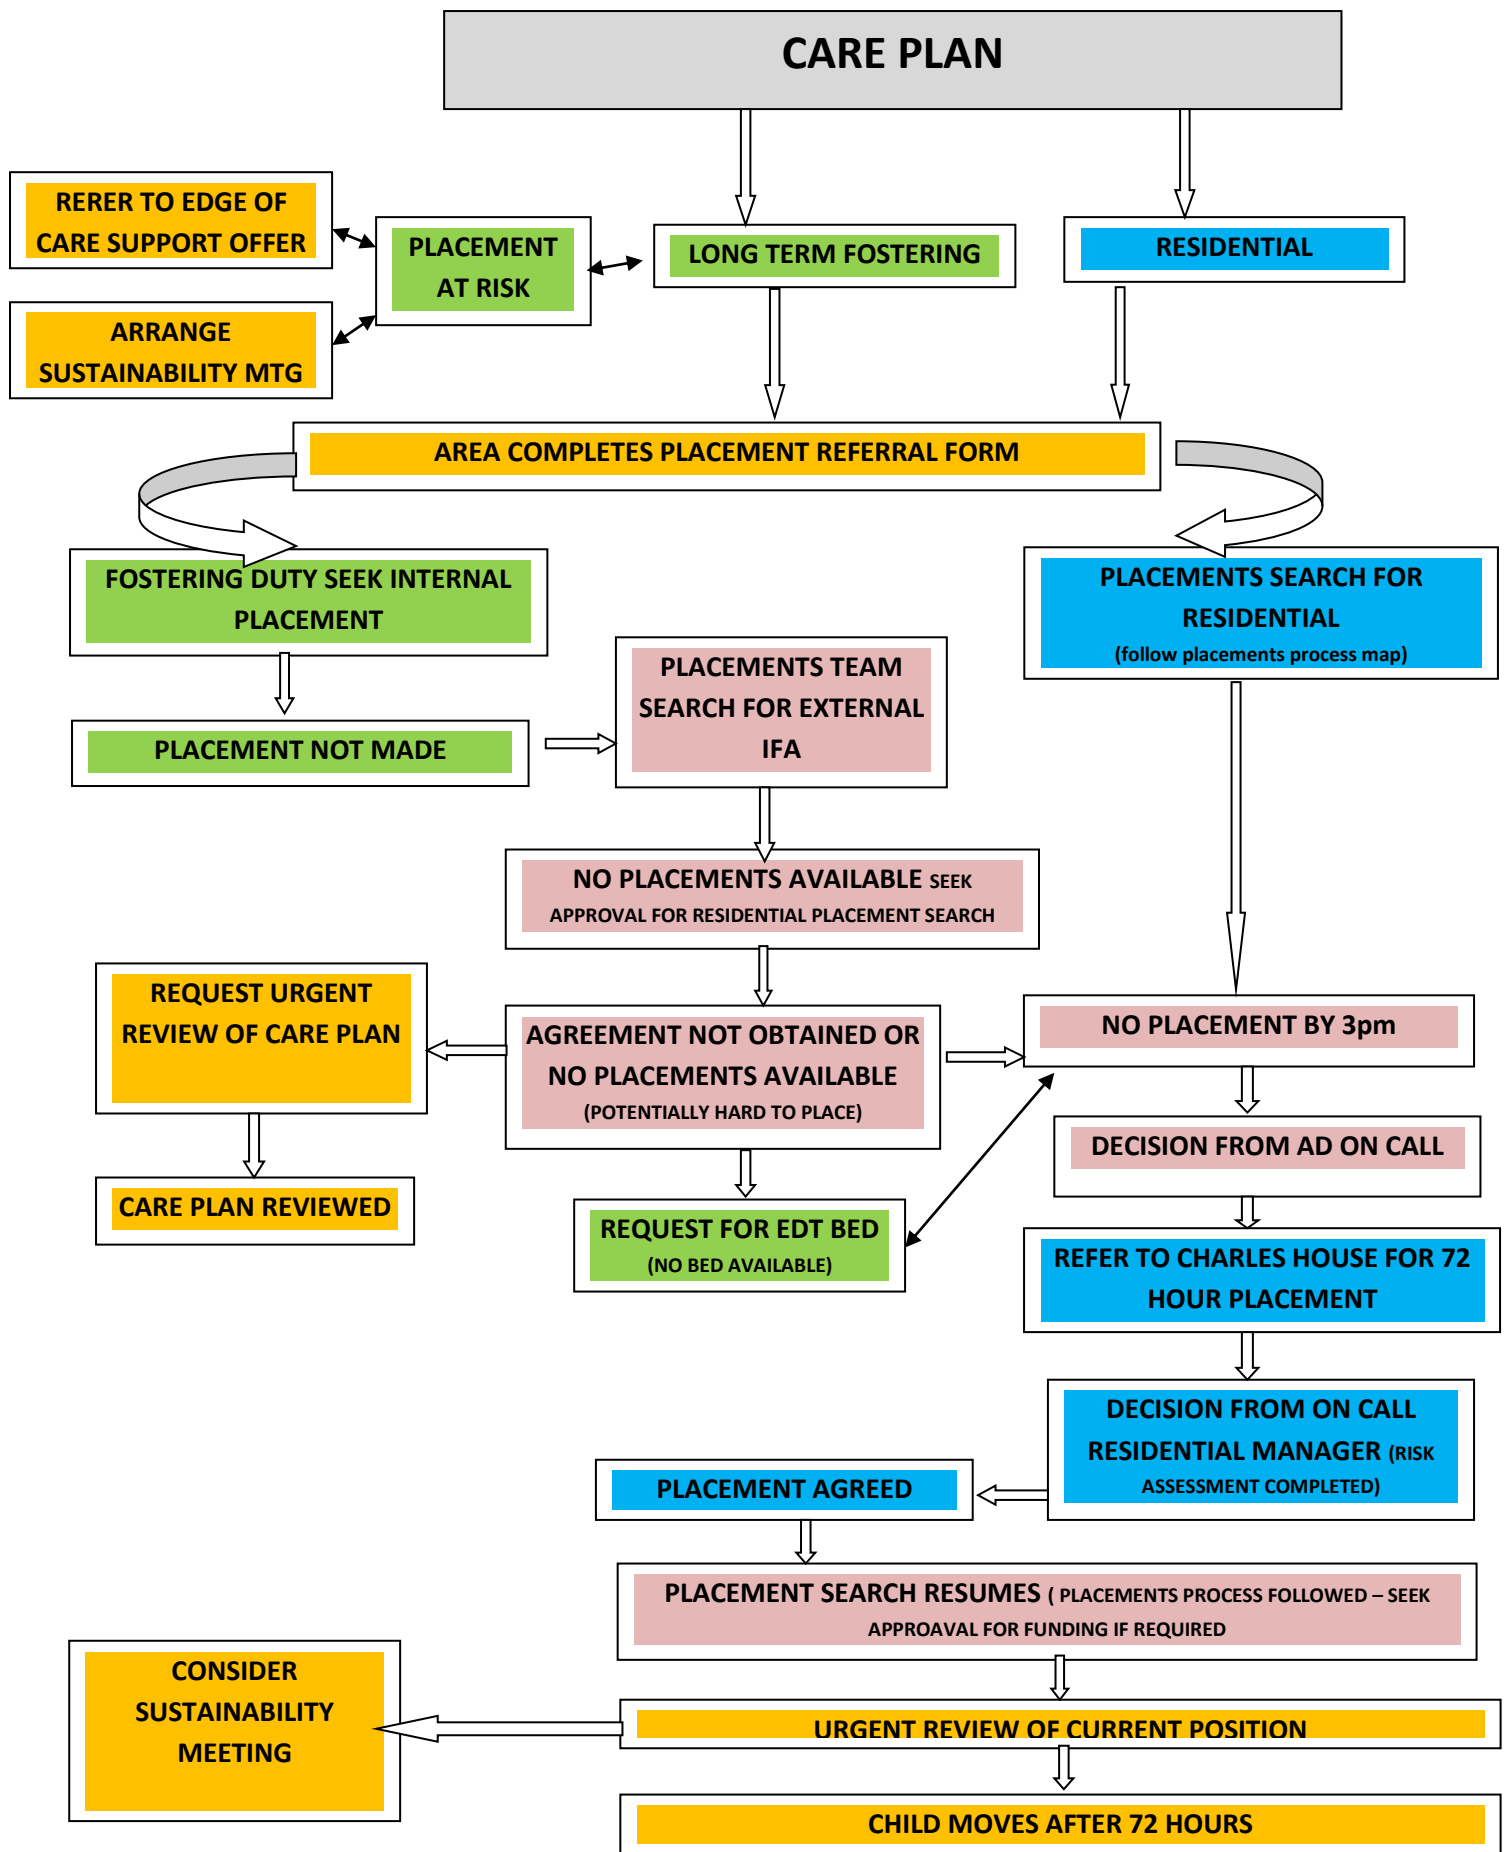 CARE PLAN
RERER TO EDGE OF
CARE SUPPORT OFFER
PLACEMENT
AT RISK
LONG TERM FOSTERING
RESIDENTIAL
ARRANGE
SUSTAINABILITY MTG
AREA COMPLETES PLACEMENT REFERRAL FORM
FOSTERING DUTY SEEK INTERNAL
PLACEMENT
PLACEMENTS SEARCH FOR
RESIDENTIAL
(follow placements process map)
PLACEMENT NOT MADE
PLACEMENTS TEAM
SEARCH FOR EXTERNAL
IFA
NO PLACEMENTS AVAILABLE SEEK
APPROVAL FOR RESIDENTIAL PLACEMENT SEARCH
REQUEST URGENT
REVIEW OF CARE PLAN
AGREEMENT NOT OBTAINED OR
NO PLACEMENTS AVAILABLE
(POTENTIALLY HARD TO PLACE)
NO PLACEMENT BY 3pm
DECISION FROM AD ON CALL
CARE PLAN REVIEWED
REQUEST FOR EDT BED
(NO BED AVAILABLE)
REFER TO CHARLES HOUSE FOR 72
HOUR PLACEMENT
DECISION FROM ON CALL
RESIDENTIAL MANAGER (RISK
ASSESSMENT COMPLETED)
PLACEMENT AGREED
PLACEMENT SEARCH RESUMES ( PLACEMENTS PROCESS FOLLOWED – SEEK
APPROAVAL FOR FUNDING IF REQUIRED
CONSIDER
SUSTAINABILITY
MEETING
URGENT REVIEW OF CURRENT POSITION
CHILD MOVES AFTER 72 HOURS